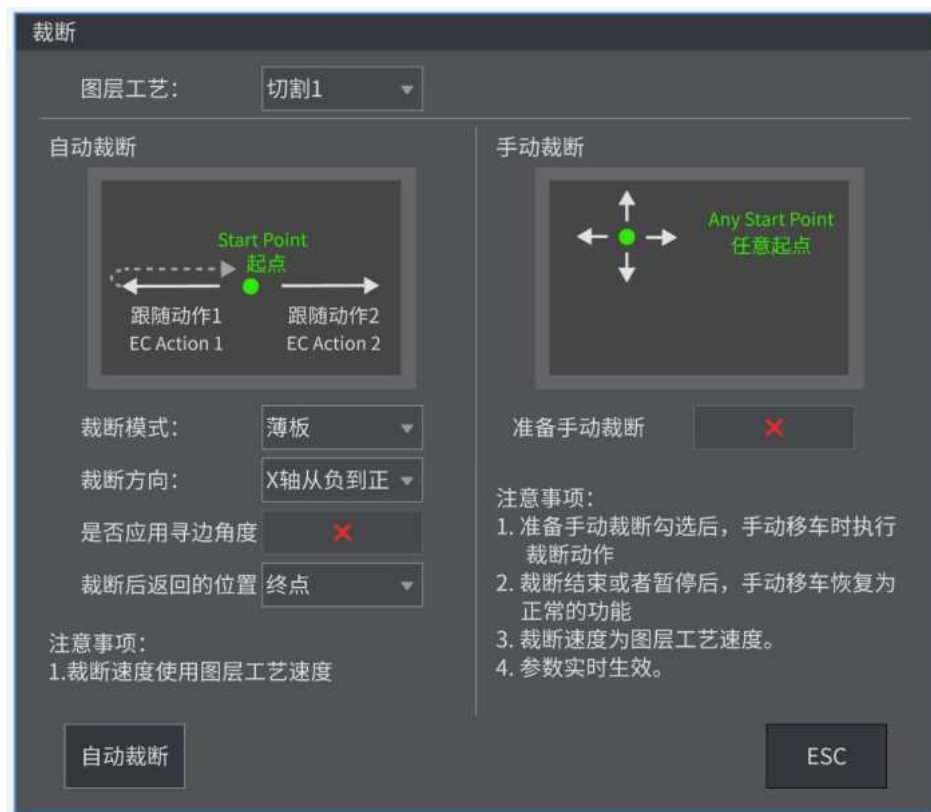 裁断
图层工艺：
切割1
自动裁断
Start Point
起点
跟随动作1
EC Action 1
跟随动作2
EC Action 2
裁断模式：
薄板
裁断方向：
X轴从负到正
是否应用寻边角度
裁断后返回的位置
终点
注意事项：
1.裁断速度使用图层工艺速度
自动裁断
手动裁断
Any Start Point
任意起点
准备手动裁断
注意事项：
1. 准备手动裁断勾选后，手动移车时执行
裁断动作
2. 裁断结束或者暂停后，手动移车恢复为
正常的功能
3. 裁断速度为图层工艺速度。
4. 参数实时生效。
ESC